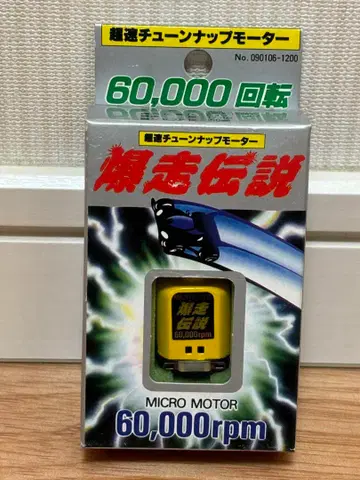 超速チューンナップモーター
No. 090106-1200
60,000 回転
超速チューンナップモーター
爆走伝説
爆走
伝説
60,000rpm
MICRO MOTOR
60,000rpm